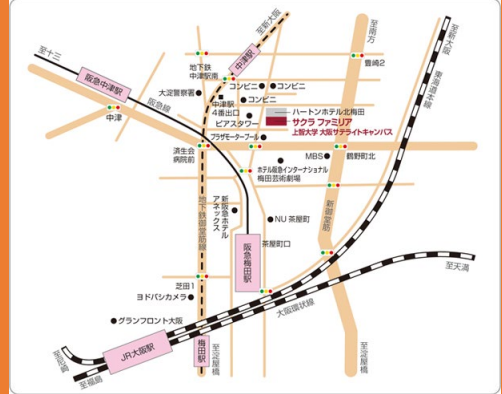 至新大阪
至南方
至新大阪
至十三
中津駅
地下鉄
中津駅南
豊崎2
東海道本線
阪急中津駅
大淀警察署
コンビニ
コンビニ
阪急線
中津駅
4番出口
コンビニ
ハートンホテル北梅田
中津
ピアスタワー
サクラ ファミリア
上智大学 大阪サテライトキャンパス
プラザモータープール
済生会
病院前
MBS
鶴野町北
ホテル阪急インターナショナル
梅田芸術劇場
地下鉄御堂筋線
新阪急ホテル
アネックス
新御堂筋
NU 茶屋町
阪急梅田駅
茶屋町口
至天満
芝田1
ヨドバシカメラ
大阪環状線
グランフロント大阪
JR大阪駅
梅田駅
至淀屋橋
至淀屋橋
至福島